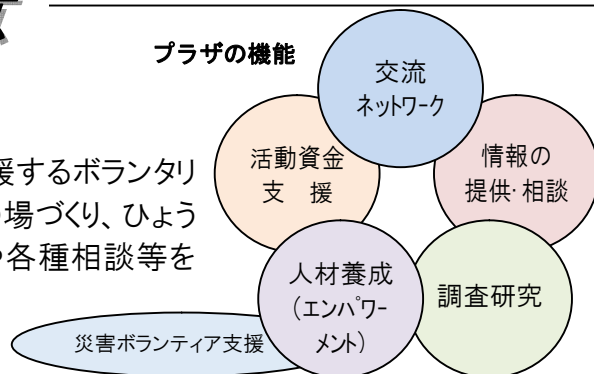 プラザの機能
交流
ネットワーク
活動資金
支　援
情報の
提供・相談
援するボランタリ
場づくり、ひょう
各種相談等を
人材養成
（エンパワー
メント）
調査研究
災害ボランティア支援